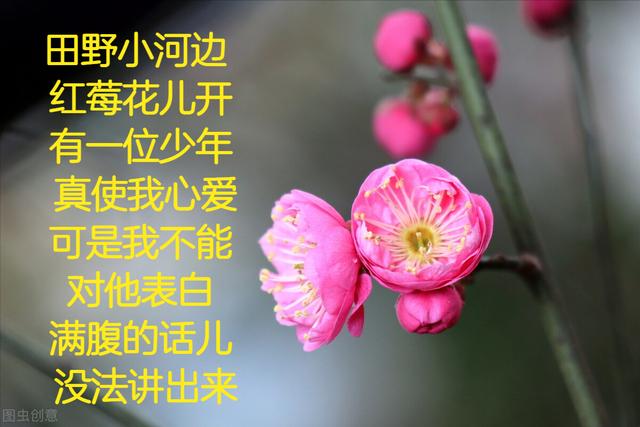 田野小河边
红莓花儿开
有一位少年
真使我心爱
可是我不能
对他表白
满腹的话儿
没法讲出来
图虫创意